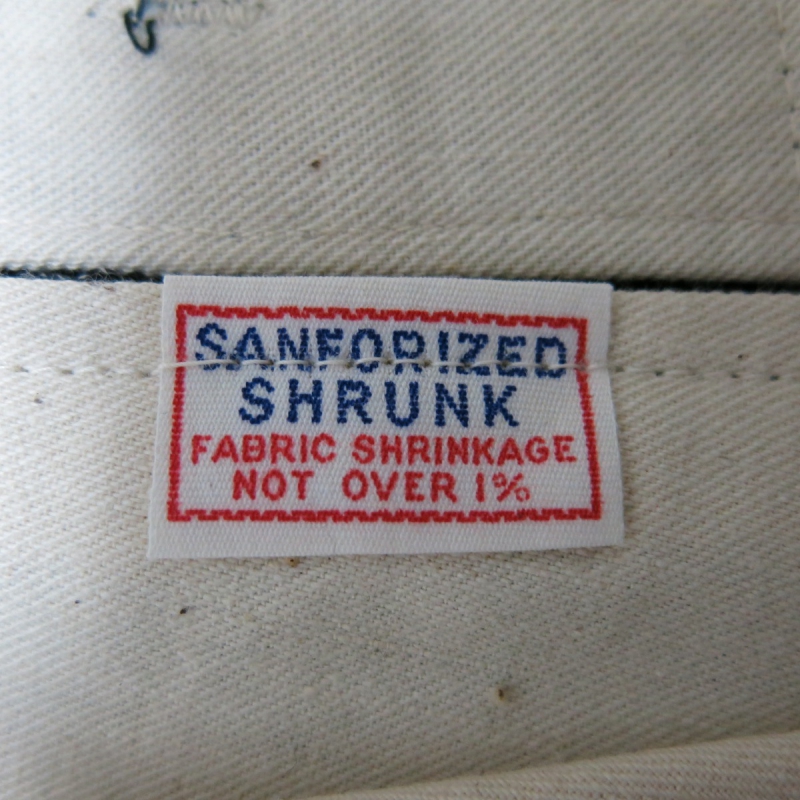 SANFORIZED
SHRUNK
FABRIC SHRINKAGE
NOT OVER 1%